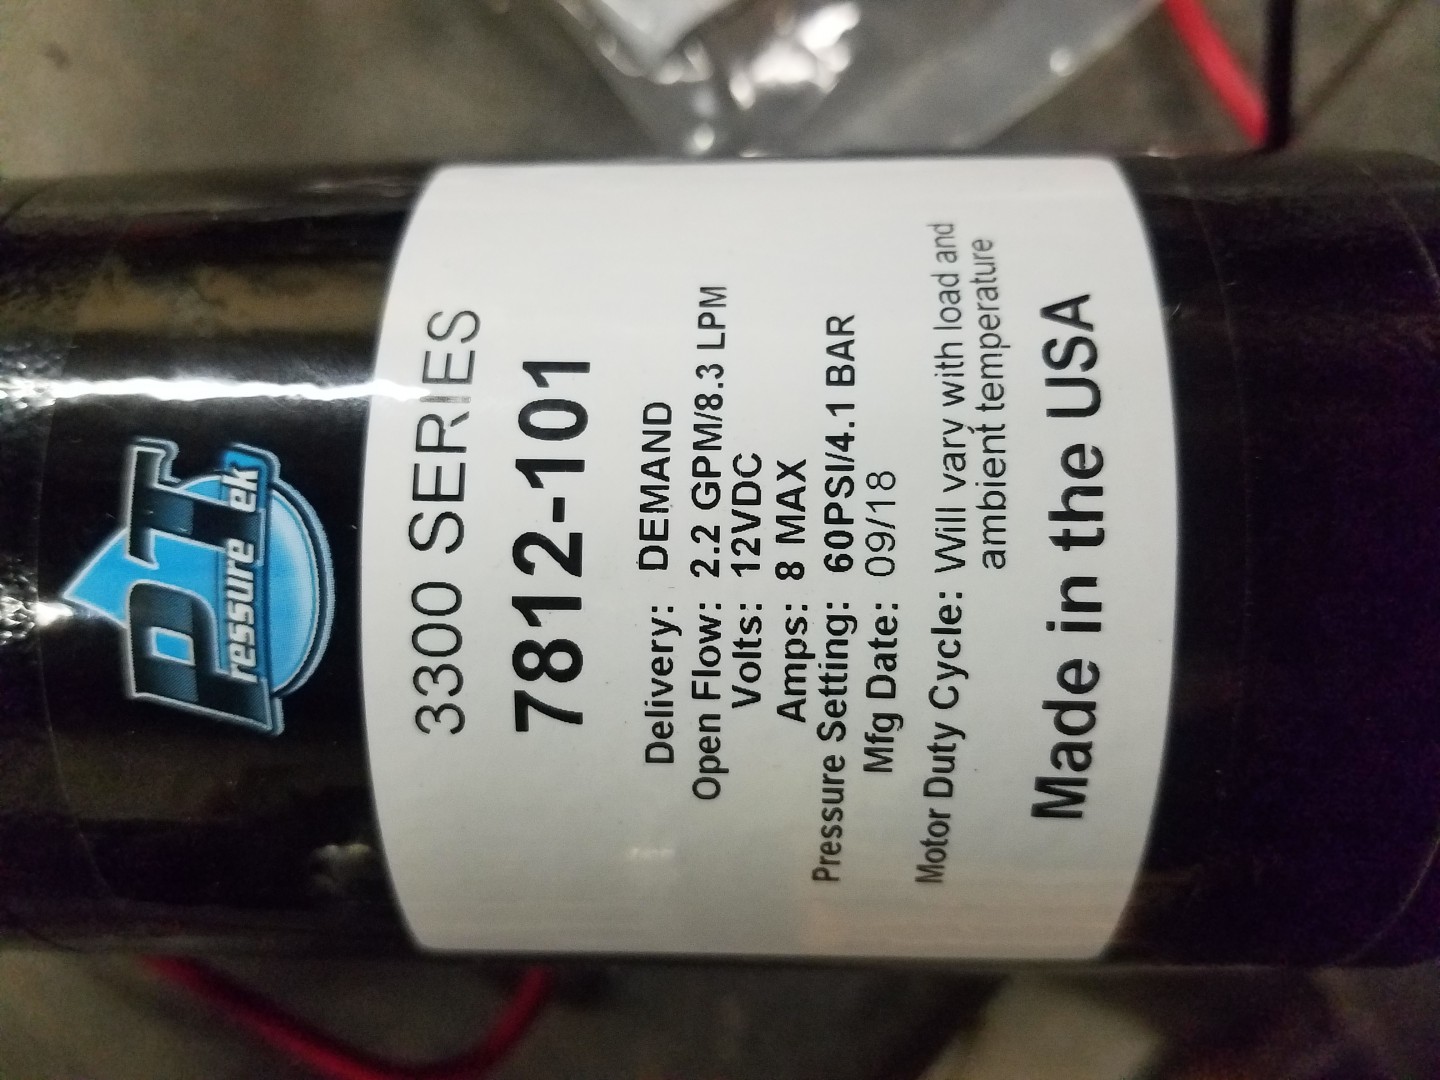 Pressure Tek
3300 SERIES
7812-101
Delivery: DEMAND
Open Flow: 2.2 GPM/8.3 LPM
Volts: 12VDC
Amps: 8 MAX
Pressure Setting: 60PSI/4.1 BAR
Mfg Date: 09/18
Motor Duty Cycle: Will vary with load and
ambient temperature
Made in the USA